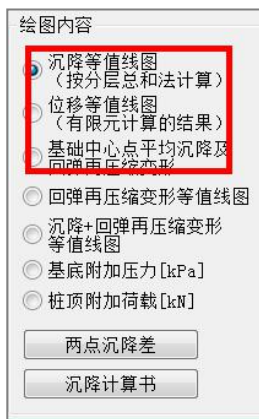 绘图内容
沉降等值线图
（按分层总和法计算）
位移等值线图
（有限元计算的结果）
基础中心点平均沉降及
回弹再压缩变形
回弹再压缩变形等值线图
沉降+回弹再压缩变形
等值线图
基底附加压力[kPa]
桩顶附加荷载[kN]
两点沉降差
沉降计算书